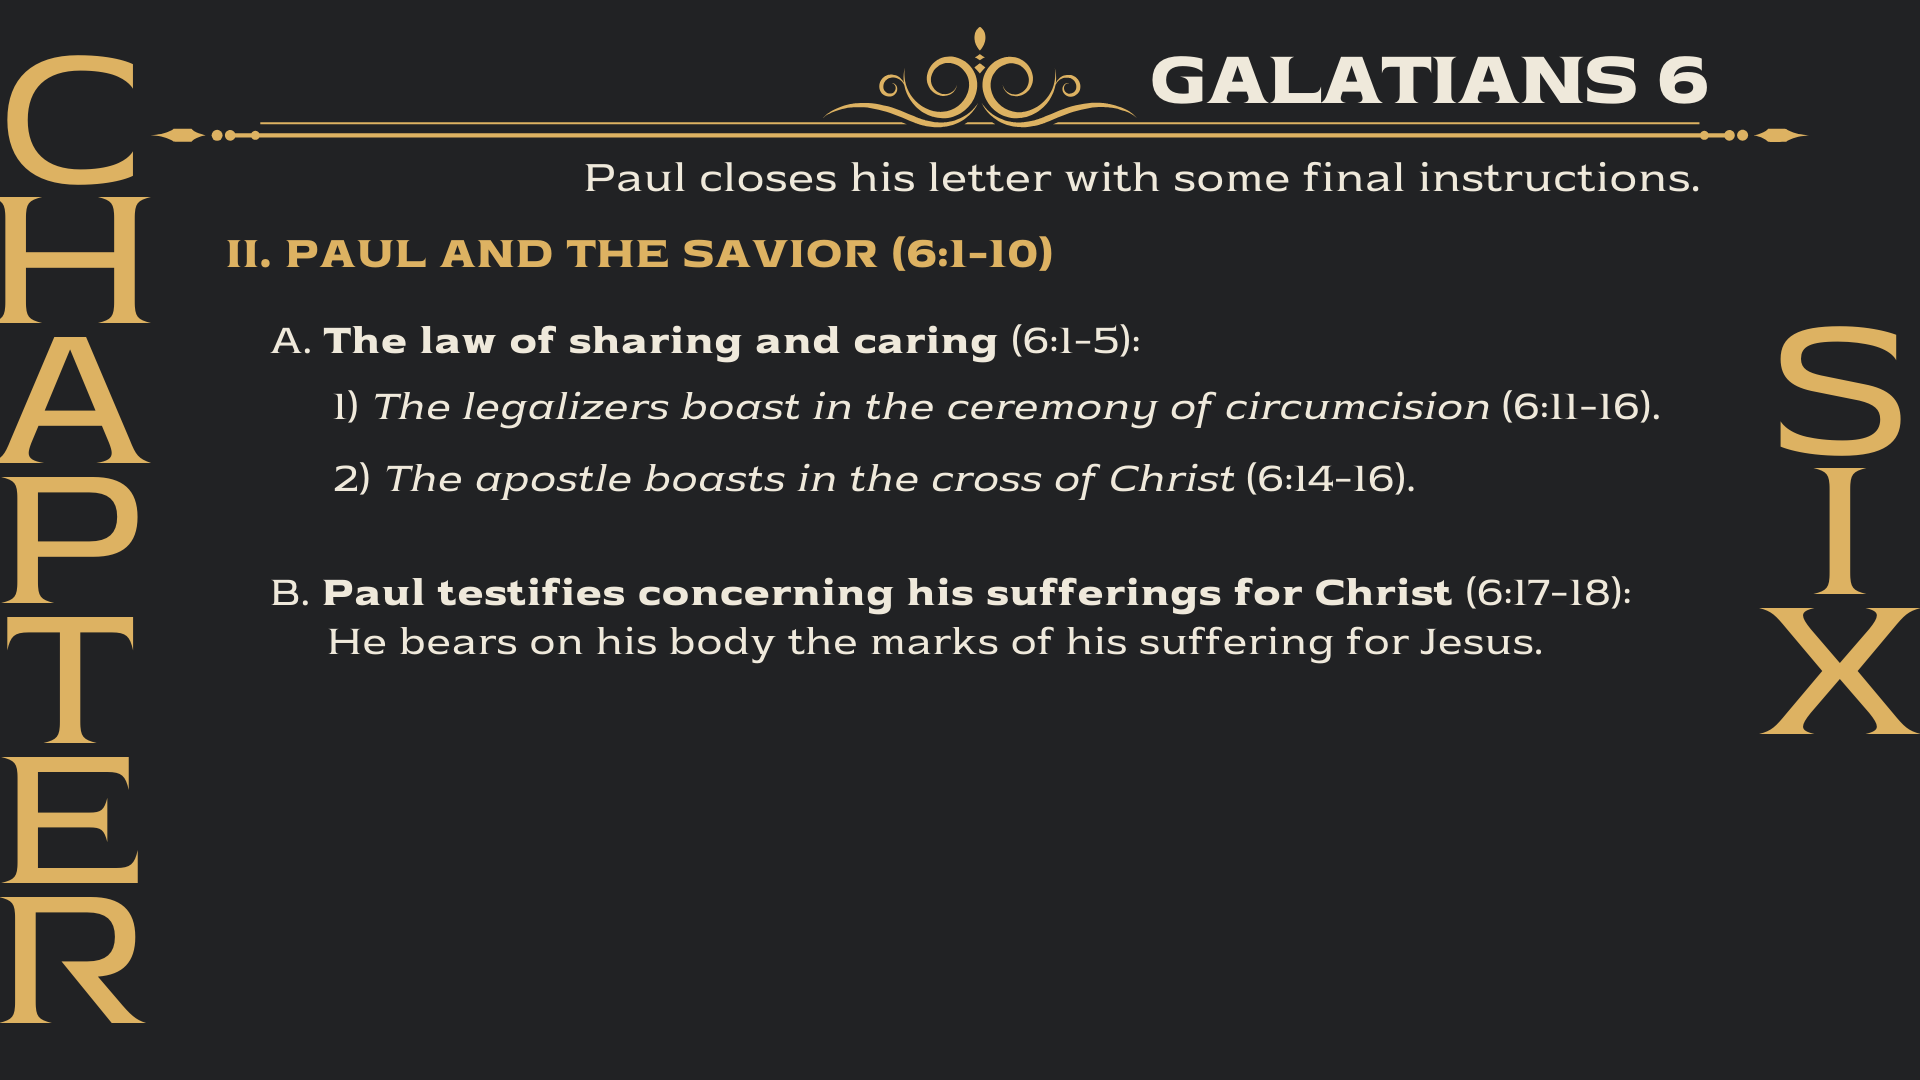 CHAPTER
GALATIANS 6
Paul closes his letter with some final instructions.
II. PAUL AND THE SAVIOR (6:1-10)
A. The law of sharing and caring (6:1-5):
1) The legalizers boast in the ceremony of circumcision (6:11-16).
2) The apostle boasts in the cross of Christ (6:14-16).
B. Paul testifies concerning his sufferings for Christ (6:17-18):
He bears on his body the marks of his suffering for Jesus.
SIX